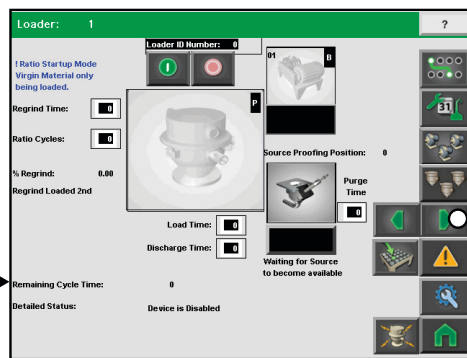 Loader: 1
?
Loader ID Number: 0
! Ratio Startup Mode
Virgin Material only
being loaded.
01
B
31
Regrind Time: 0
P
Ratio Cycles: 0
Source Proofing Position: 0
% Regrind: 0.00
Regrind Loaded 2nd
Purge
Time
0
Load Time: 0
Discharge Time: 0
Waiting for Source
to become available
Remaining Cycle Time: 0
Detailed Status: Device is Disabled